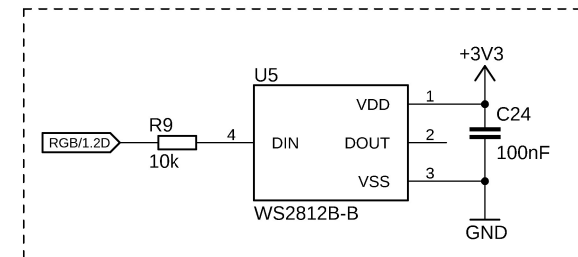 +3V3
U5
VDD
1
C24
R9
RGB/1.2D
4
DIN
DOUT
2
10k
100nF
VSS
3
WS2812B-B
GND